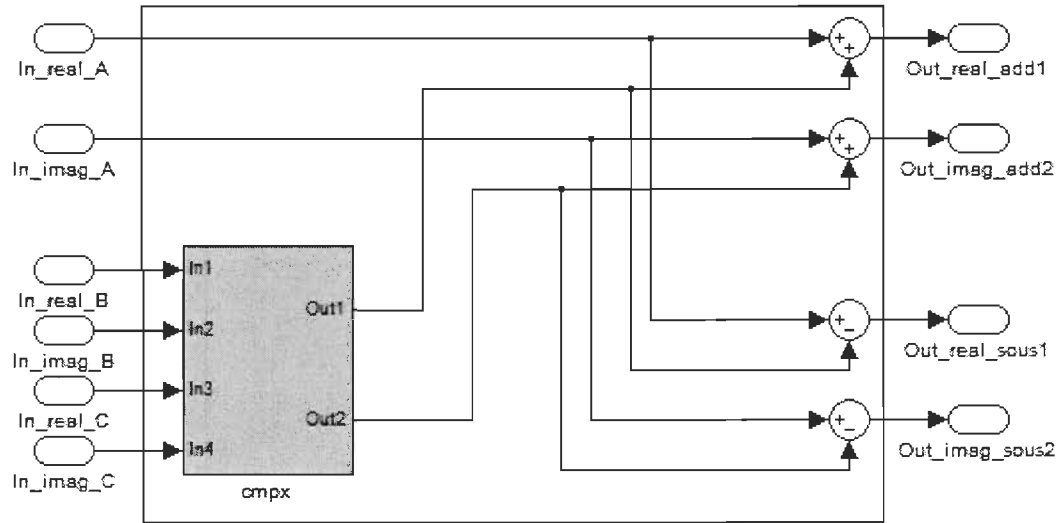 In_real_A
+
+
Out_real_add1
In_imag_A
+
+
Out_imag_add2
In1
In_real_B
Out1
+
−
In2
In_imag_B
Out_real_sous1
In3
In_real_C
Out2
+
−
In4
In_imag_C
Out_imag_sous2
cmpx